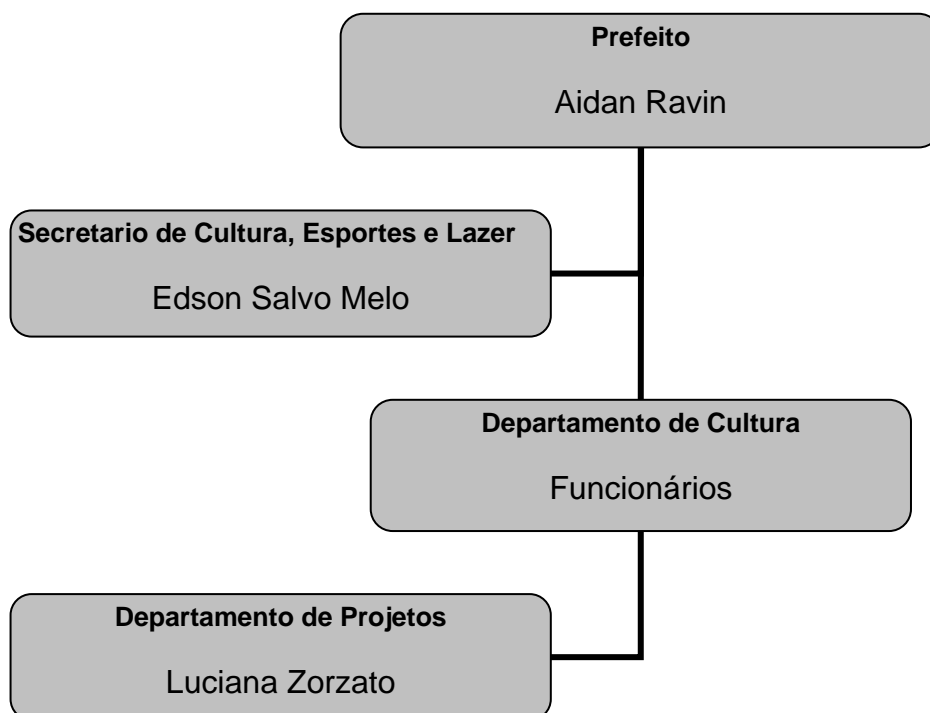 Prefeito
Aidan Ravin
Secretario de Cultura, Esportes e Lazer
Edson Salvo Melo
Departamento de Cultura
Funcionários
Departamento de Projetos
Luciana Zorzato